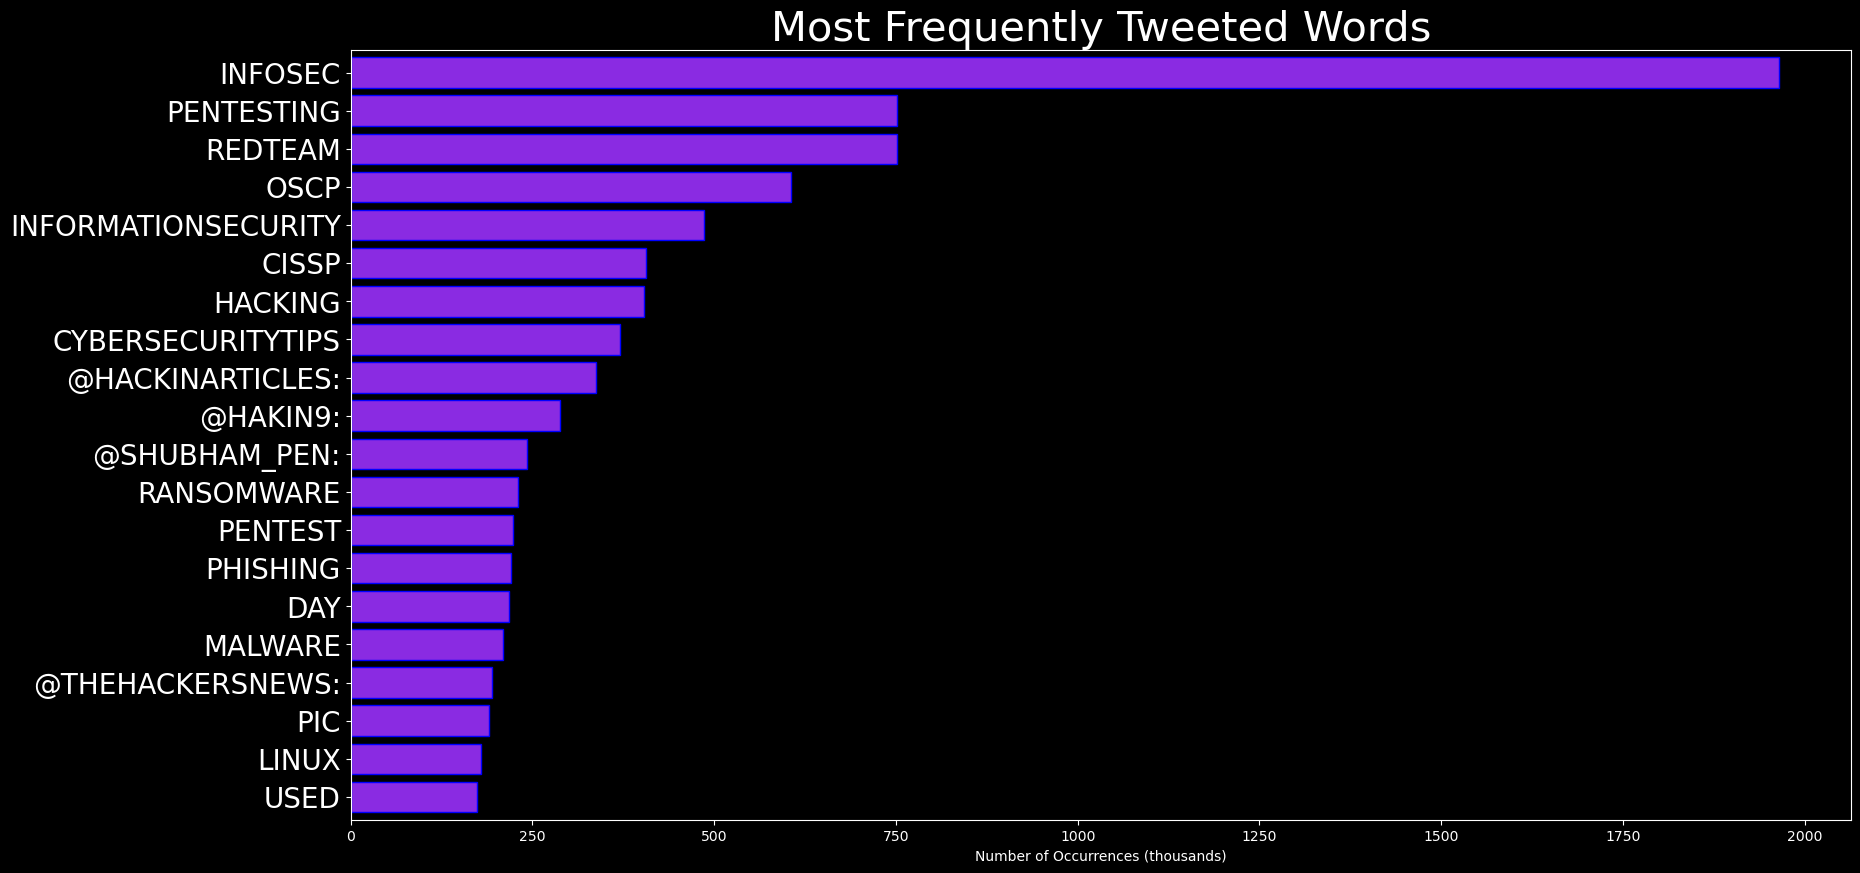 Most Frequently Tweeted Words
INFOSEC
PENTESTING
REDTEAM
OSCP
INFORMATIONSECURITY
CISSP
HACKING
CYBERSECURITYTIPS
@HACKINARTICLES:
@HAKIN9:
@SHUBHAM_PEN:
RANSOMWARE
PENTEST
PHISHING
DAY
MALWARE
@THEHACKERSNEWS:
PIC
LINUX
USED
0 250 500 750 1000 1250 1500 1750 2000
Number of Occurrences (thousands)